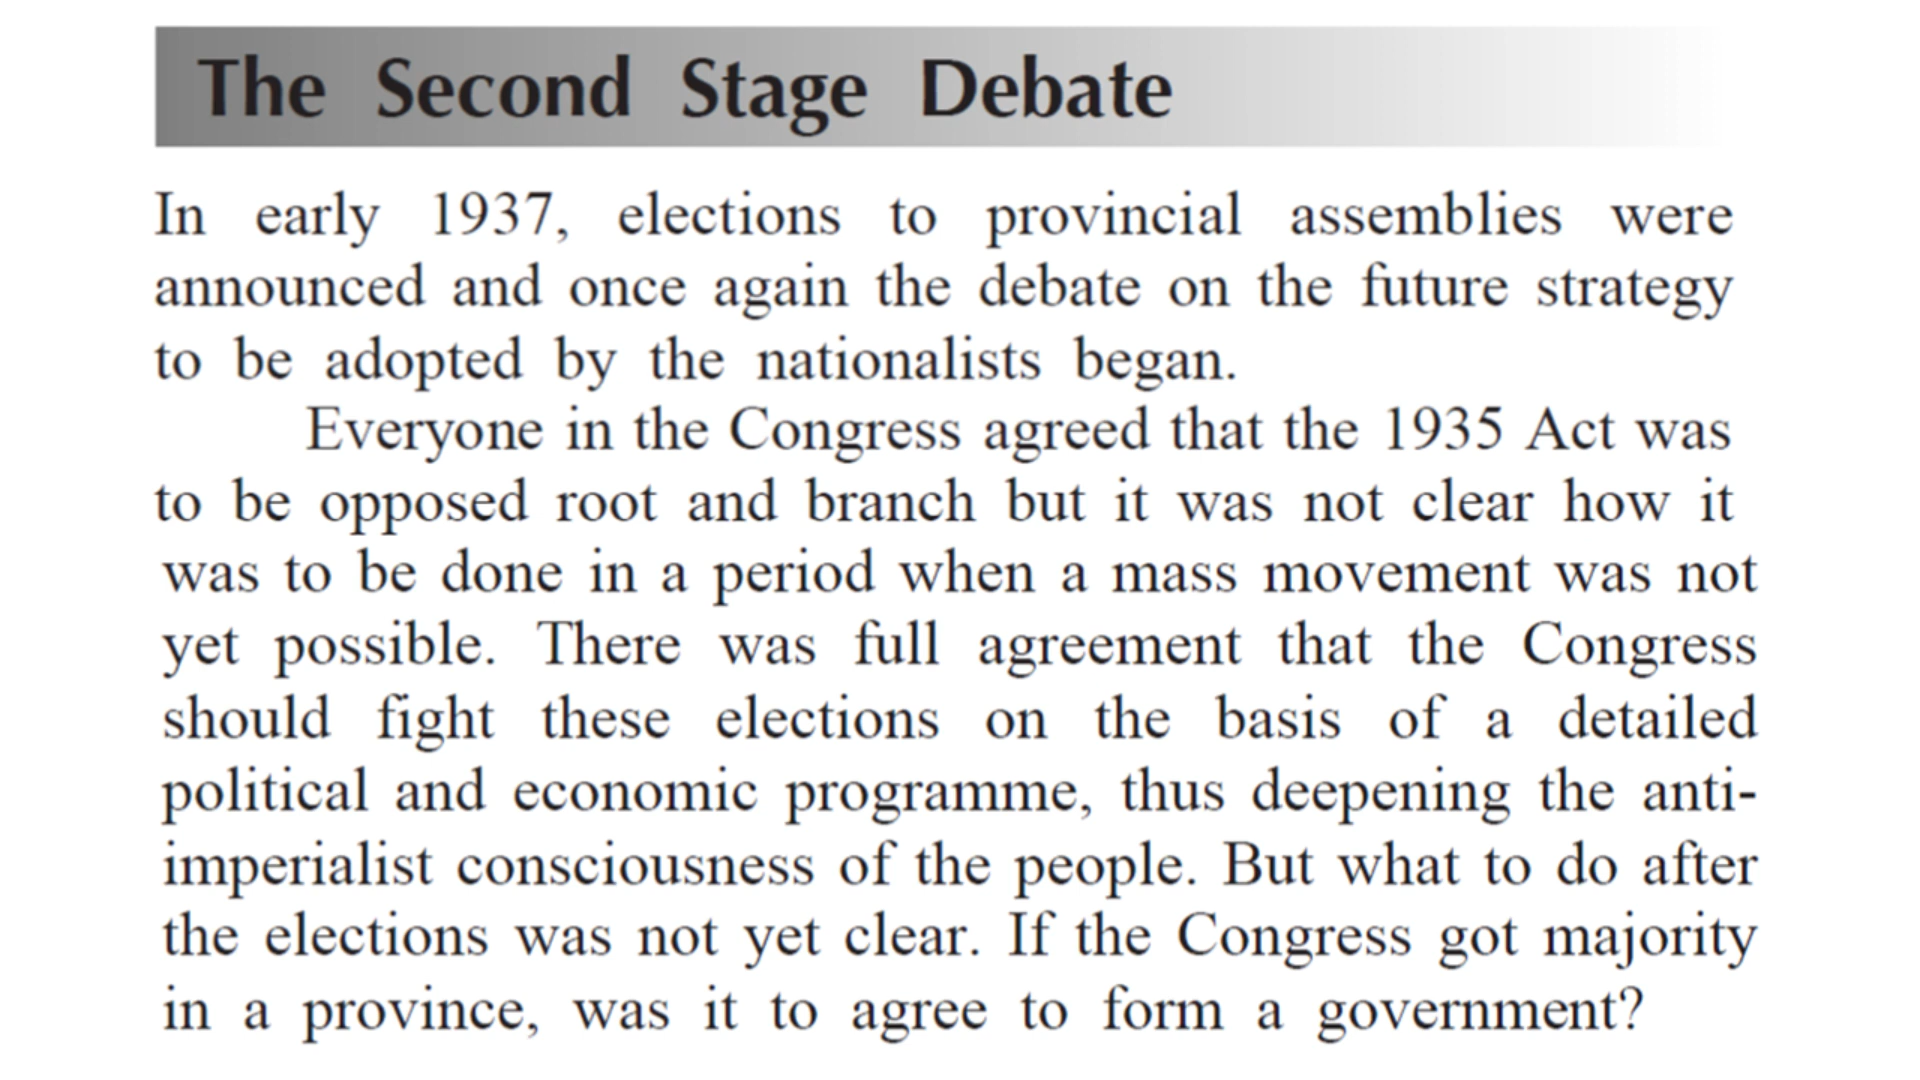 The Second Stage Debate
In early 1937, elections to provincial assemblies were
announced and once again the debate on the future strategy
to be adopted by the nationalists began.
Everyone in the Congress agreed that the 1935 Act was
to be opposed root and branch but it was not clear how it
was to be done in a period when a mass movement was not
yet possible. There was full agreement that the Congress
should fight these elections on the basis of a detailed
political and economic programme, thus deepening the anti-
imperialist consciousness of the people. But what to do after
the elections was not yet clear. If the Congress got majority
in a province, was it to agree to form a government?